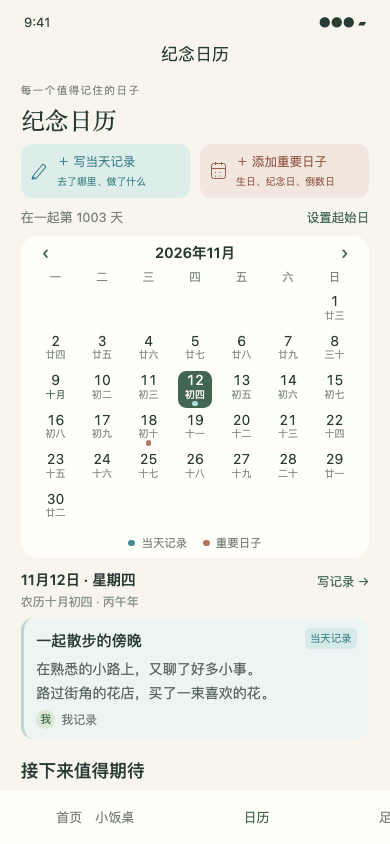 9:41
纪念日历
每一个值得记住的日子
纪念日历
＋ 写当天记录
去了哪里、做了什么
＋ 添加重要日子
生日、纪念日、倒数日
在一起第 1003 天
设置起始日
‹ 2026年11月 ›
一 二 三 四 五 六 日
1
廿三
2 3 4 5 6 7 8
廿四 廿五 廿六 廿七 廿八 廿九 三十
9 10 11 12 13 14 15
十月 初二 初三 初四 初五 初六 初七
16 17 18 19 20 21 22
初八 初九 初十 十一 十二 十三 十四
23 24 25 26 27 28 29
十五 十六 十七 十八 十九 二十 廿一
30
廿二
当天记录 重要日子
11月12日 · 星期四
写记录 →
农历十月初四 · 丙午年
一起散步的傍晚
当天记录
在熟悉的小路上，又聊了好多小事。
路过街角的花店，买了一束喜欢的花。
我 我记录
接下来值得期待
首页 小饭桌 日历 足